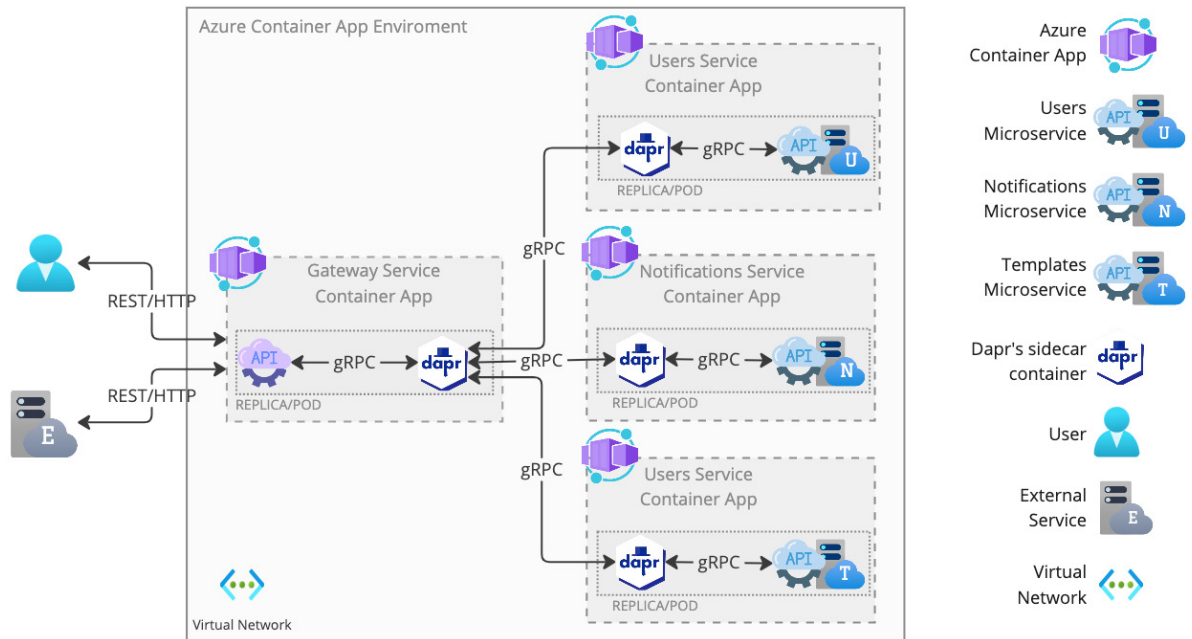 Azure Container App Enviroment
Users Service
Container App
dapr
gRPC
API
U
REPLICA/POD
gRPC
Notifications Service
Container App
gRPC
dapr
gRPC
API
N
REPLICA/POD
REST/HTTP
REST/HTTP
E
Gateway Service
Container App
API
gRPC
dapr
REPLICA/POD
gRPC
Users Service
Container App
dapr
gRPC
API
T
REPLICA/POD
Virtual Network
Azure
Container App
Users
Microservice
API
U
Notifications
Microservice
API
N
Templates
Microservice
API
T
Dapr's sidecar
container
dapr
User
External
Service
E
Virtual
Network